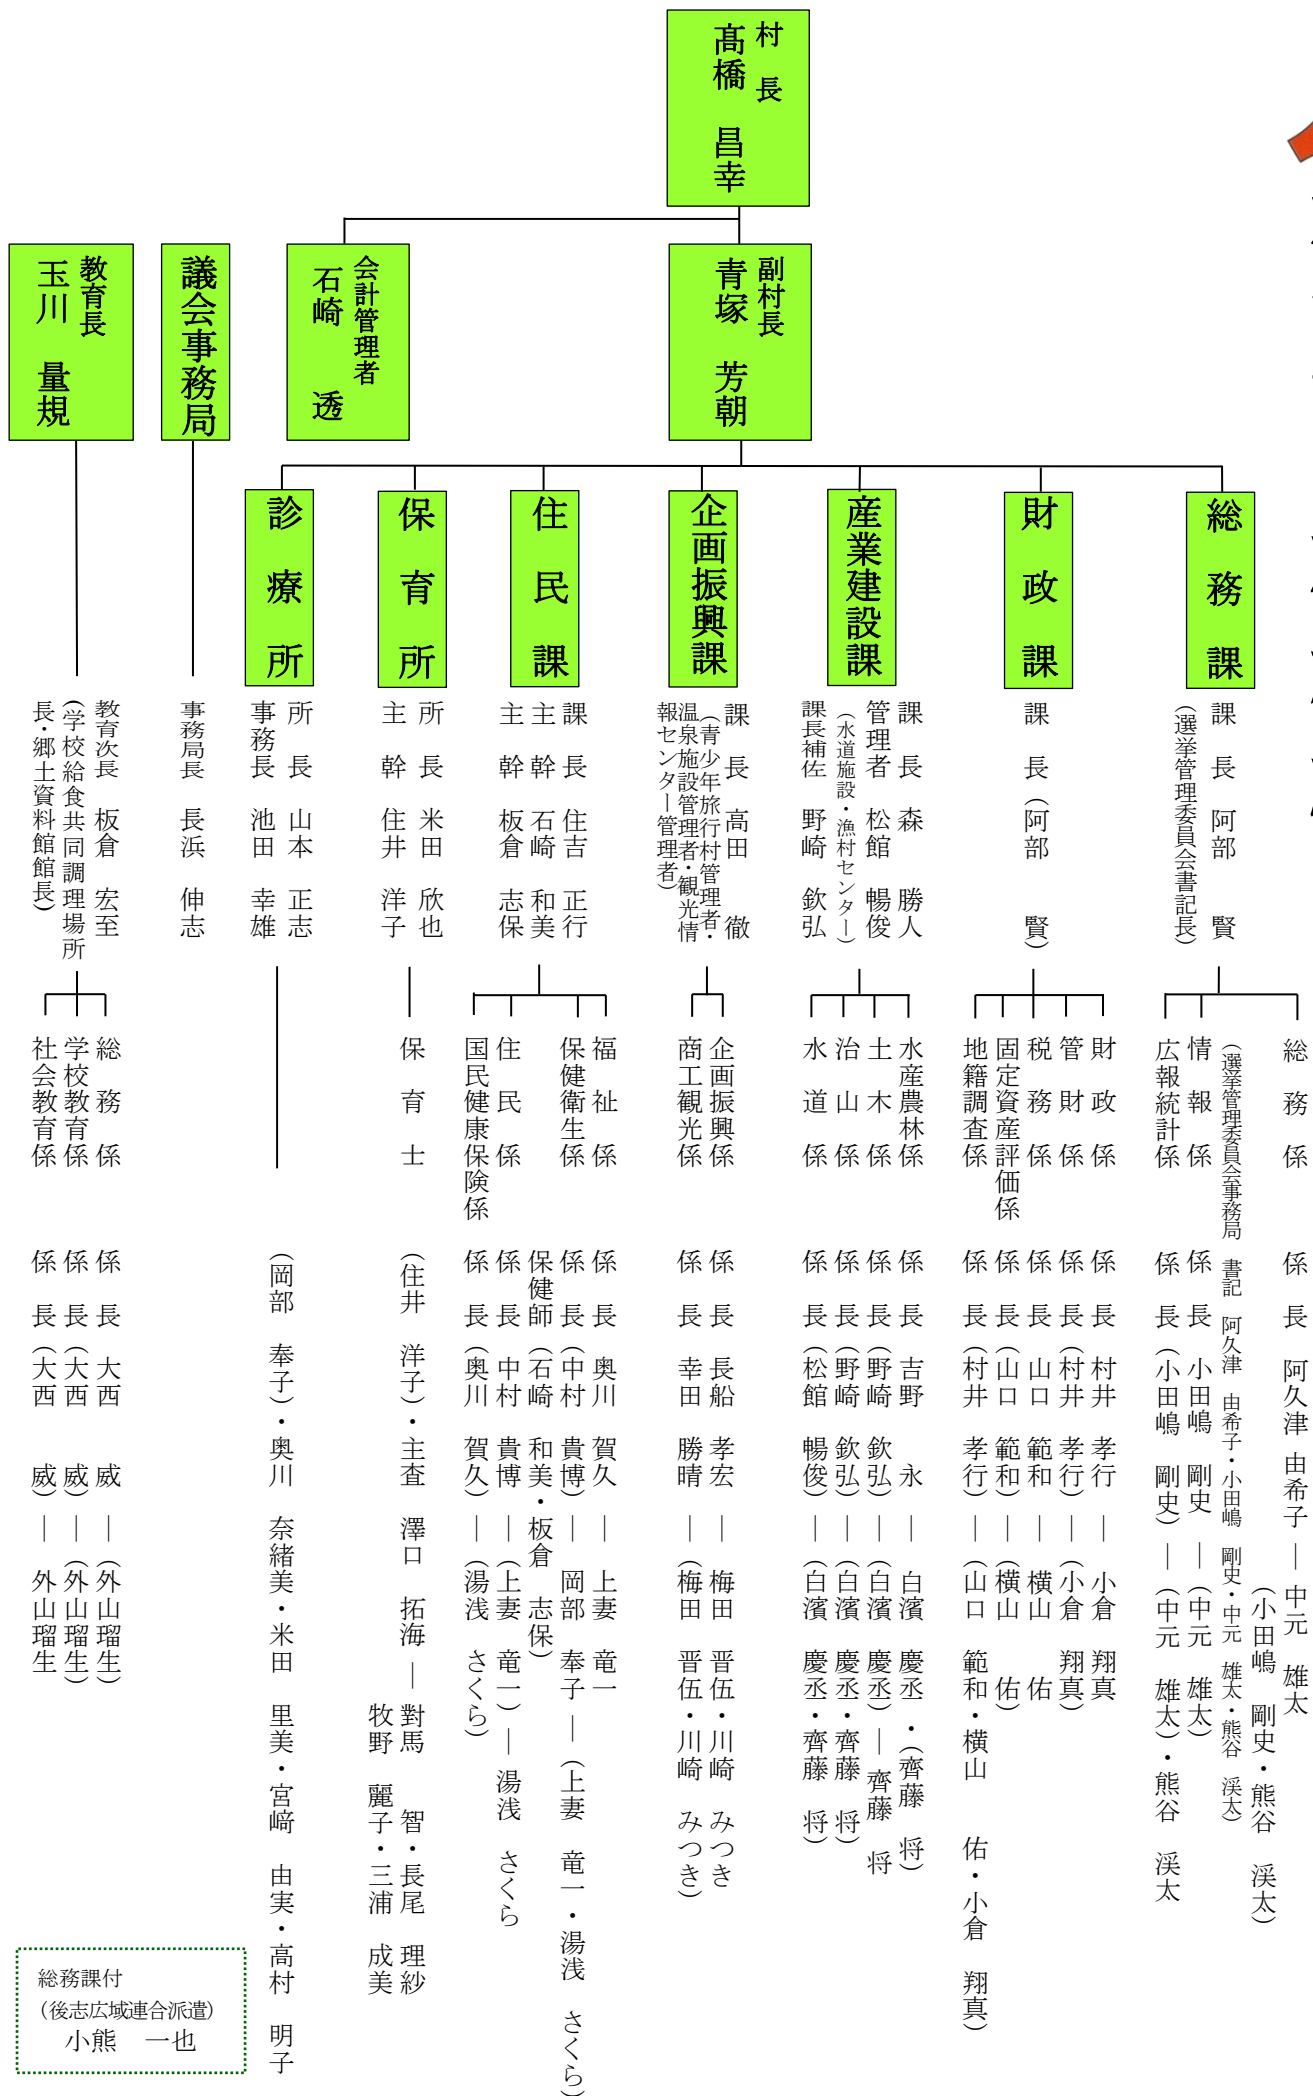 村　長
髙橋　昌幸
副村長
青塚　芳朝
会計管理者
石崎　透
議会事務局
教育長
玉川　量規
総務課
財政課
産業建設課
企画振興課
住民課
保育所
診療所
課　長　阿部　賢
(選挙管理委員会書記長)
課　長　(阿部　賢)
課　長　森　勝人
管理者　松館　暢俊
(水道施設・漁村センター)
課長補佐　野崎　欽弘
課　長　高田　徹
(青少年旅行村管理者・
温泉施設管理者・観光情
報センター管理者)
課　長　住吉　正行
主　幹　石崎　和美
主　幹　板倉　志保
所　長　米田　欣也
主　幹　住井　洋子
所　長　山本　正志
事務長　池田　幸雄
事務局長　長浜　伸志
教育次長　板倉　宏至
(学校給食共同調理場所
長・郷土資料館館長)
総　務　係　係　長　阿久津　由希子 ― 中元　雄太
(小田嶋　剛史・熊谷　渓太)
(選挙管理委員会事務局　書記　阿久津　由希子・小田嶋　剛史・中元　雄太・熊谷　渓太)
情　報　係　係　長　小田嶋　剛史 ― (中元　雄太)
広報統計係　係　長　(小田嶋　剛史) ― (中元　雄太)・熊谷　渓太
財　政　係　係　長　村井　孝行 ― 小倉　翔真
管　財　係　係　長　(村井　孝行) ― (小倉　翔真)
税　務　係　係　長　山口　範和 ― 横山　佑
固定資産評価係　係　長　(山口　範和) ― (横山　佑)
地籍調査係　係　長　(村井　孝行) ― (山口　範和・横山　佑・小倉　翔真)
水産農林係　係　長　吉野　永 ― 白濱　慶丞・(齊藤　将)
土　木　係　係　長　(野崎　欽弘) ― (白濱　慶丞) ― 齊藤　将
治　山　係　係　長　(野崎　欽弘) ― (白濱　慶丞・齊藤　将)
水　道　係　係　長　(松館　暢俊) ― (白濱　慶丞・齊藤　将)
企画振興係　係　長　長船　孝宏 ― 梅田　晋伍・川崎　みつき
商工観光係　係　長　幸田　勝晴 ― (梅田　晋伍・川崎　みつき)
福　祉　係　係　長　奥川　賀久 ― 上妻　竜一
保健衛生係　係　長　(中村　貴博) ― 岡部　奉子 ― (上妻　竜一・湯浅　さくら)
保健師　(石崎　和美・板倉　志保)
住　民　係　係　長　中村　貴博 ― (上妻　竜一) ― 湯浅　さくら
国民健康保険係　係　長　(奥川　賀久) ― (湯浅　さくら)
保　育　士　(住井　洋子)・主査　澤口　拓海 ― 對馬　智・長尾　理紗
牧野　麗子・三浦　成美
(岡部　奉子)・奥川　奈緒美・米田　里美・宮﨑　由実・高村　明子
総　務　係　係　長　大西　威 ― (外山瑠生)
学校教育係　係　長　(大西　威) ― (外山瑠生)
社会教育係　係　長　(大西　威) ― 外山瑠生
総務課付
(後志広域連合派遣)
小熊　一也